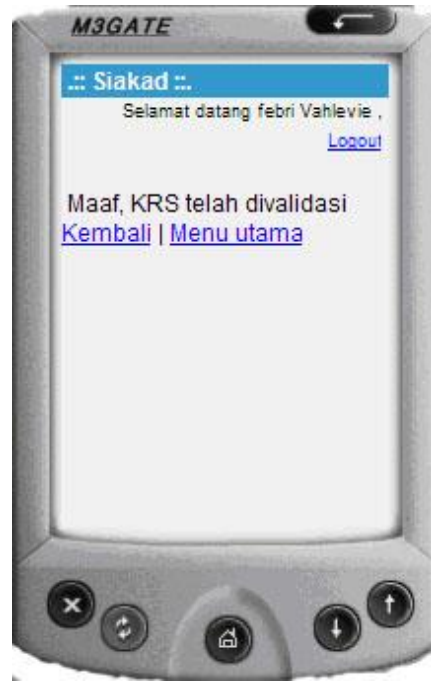 M3GATE
.:: Siakad ::.
Selamat datang febri Vahlevie ,
Logout
Maaf, KRS telah divalidasi
Kembali | Menu utama